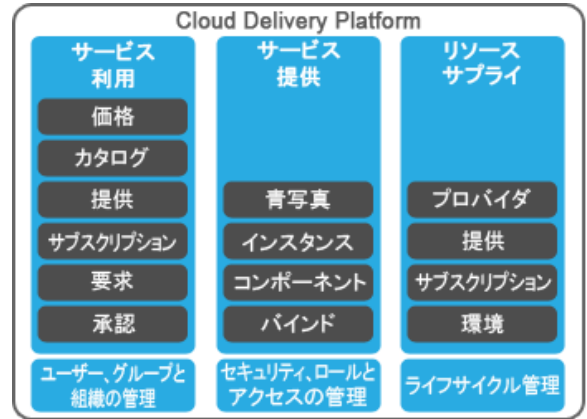 Cloud Delivery Platform
サービス
利用
価格
カタログ
提供
サブスクリプション
要求
承認
ユーザー、グループと
組織の管理
サービス
提供
青写真
インスタンス
コンポーネント
バインド
セキュリティ、ロールと
アクセスの管理
リソース
サプライ
プロバイダ
提供
サブスクリプション
環境
ライフサイクル管理